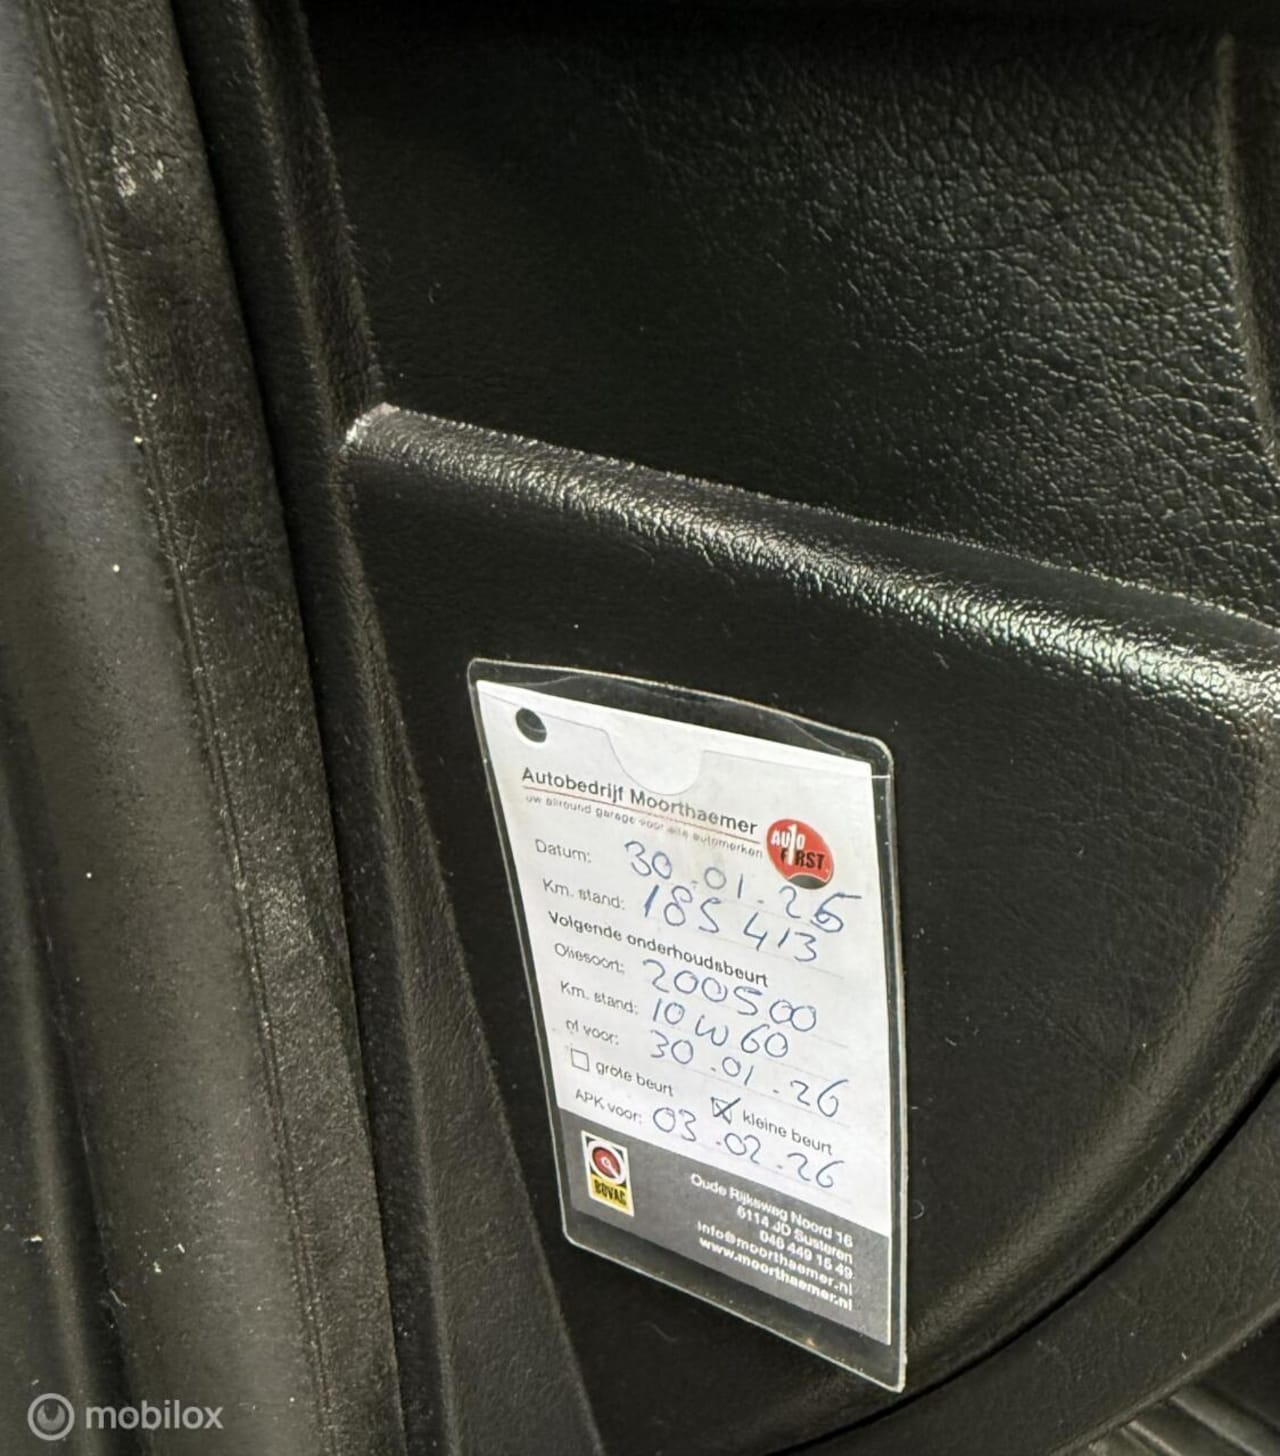 Autobedrijf Moorthaemer
uw allround garage voor alle automerken
AUTO
FIRST
Datum: 30.01.25
Km. stand: 185413
Volgende onderhoudsbeurt
Oliesoort: 200500
Km. stand: 10W60
of voor: 30.01.26
grote beurt kleine beurt
APK voor: 03.02.26
BOVAG
Oude Rijksweg Noord 16
6114 JD Susteren
046 449 15 49
info@moorthaemer.nl
www.moorthaemer.nl
mobilox